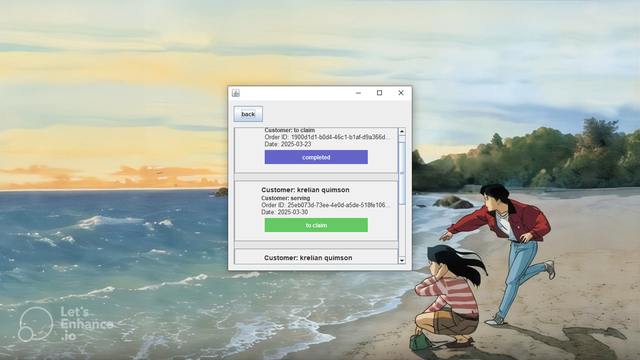 back
Customer: to claim
Order ID: 1900d1d1-b0d4-46c1-b1af-d9a366d...
Date: 2025-03-23
completed
Customer: krelian quimson
Customer: serving
Order ID: 25eb073d-73ee-4e0d-a5de-518fe106...
Date: 2025-03-30
to claim
Customer: krelian quimson
Let's
Enhance
.io